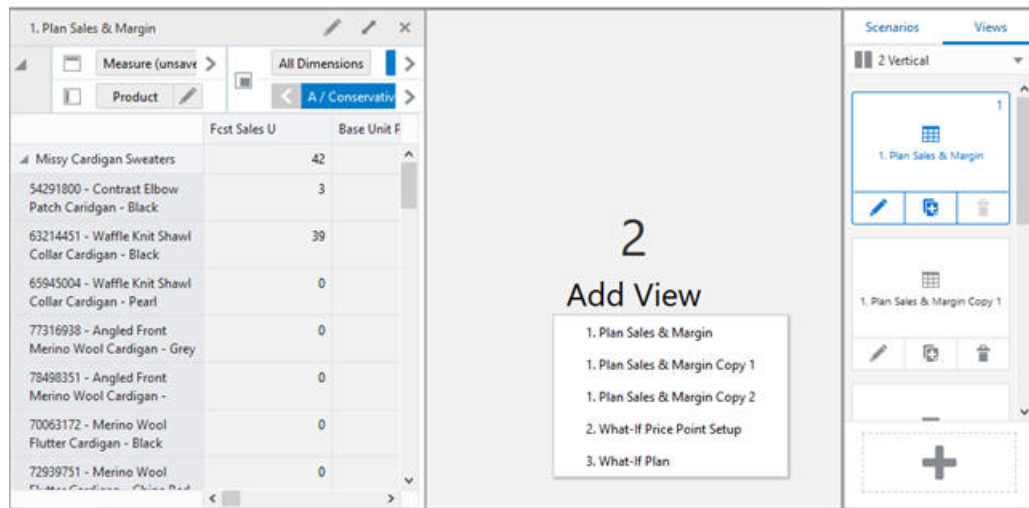 1. Plan Sales & Margin
Measure (unsave
All Dimensions
Product
A / Conservativ
Fcst Sales U
Base Unit P
Missy Cardigan Sweaters
42
54291800 - Contrast Elbow
Patch Caridgan - Black
3
63214451 - Waffle Knit Shawl
Collar Cardigan - Black
39
65945004 - Waffle Knit Shawl
Collar Cardigan - Pearl
0
77316938 - Angled Front
Merino Wool Cardigan - Grey
0
78498351 - Angled Front
Merino Wool Cardigan -
0
70063172 - Merino Wool
Flutter Cardigan - Black
0
72939751 - Merino Wool
0
2
Add View
1. Plan Sales & Margin
1. Plan Sales & Margin Copy 1
1. Plan Sales & Margin Copy 2
2. What-If Price Point Setup
3. What-If Plan
Scenarios
Views
2 Vertical
1
1. Plan Sales & Margin
1. Plan Sales & Margin Copy 1